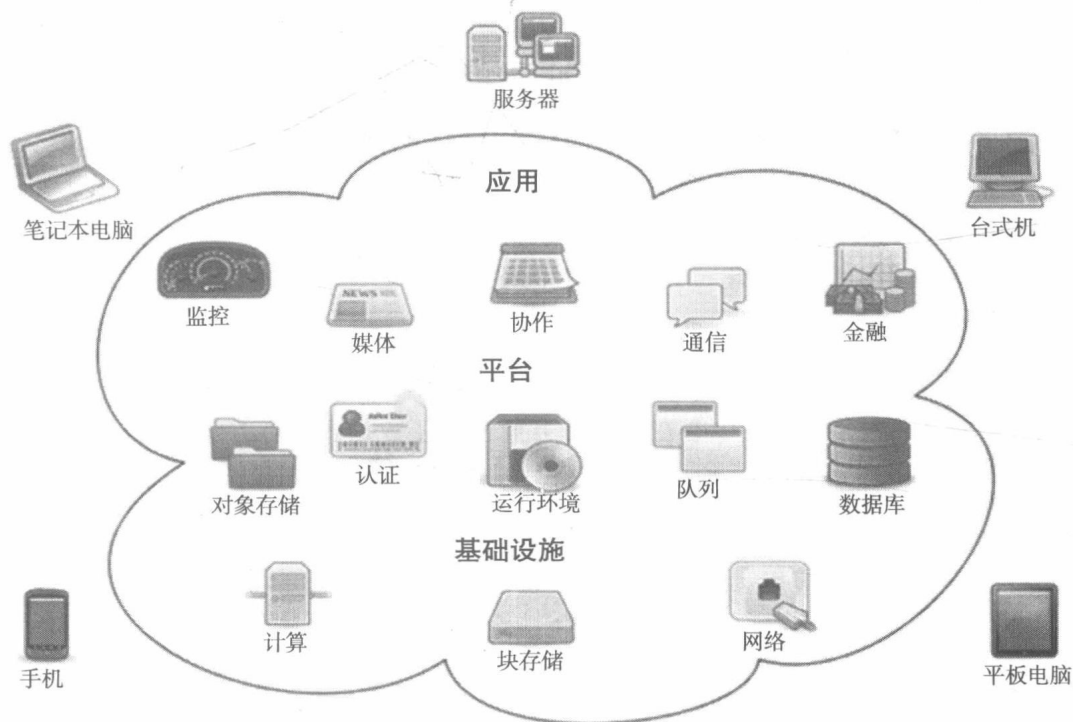 服务器
笔记本电脑
应用
台式机
监控
NEWS
媒体
协作
通信
金融
平台
对象存储
认证
运行环境
队列
数据库
基础设施
计算
块存储
网络
手机
平板电脑